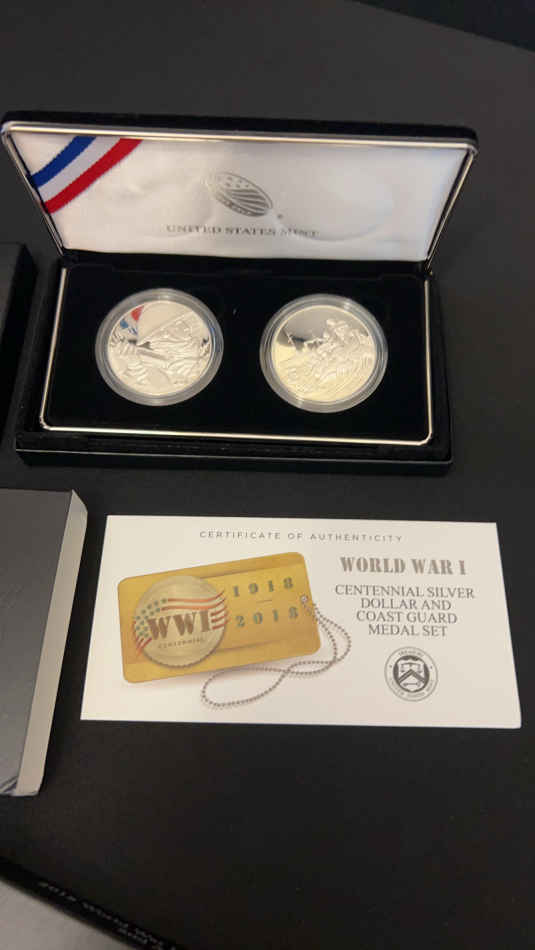 UNITED STATES MINT
CERTIFICATE OF AUTHENTICITY
WORLD WAR I
CENTENNIAL SILVER
DOLLAR AND
COAST GUARD
MEDAL SET
1918
2018
WWI
CENTENNIAL